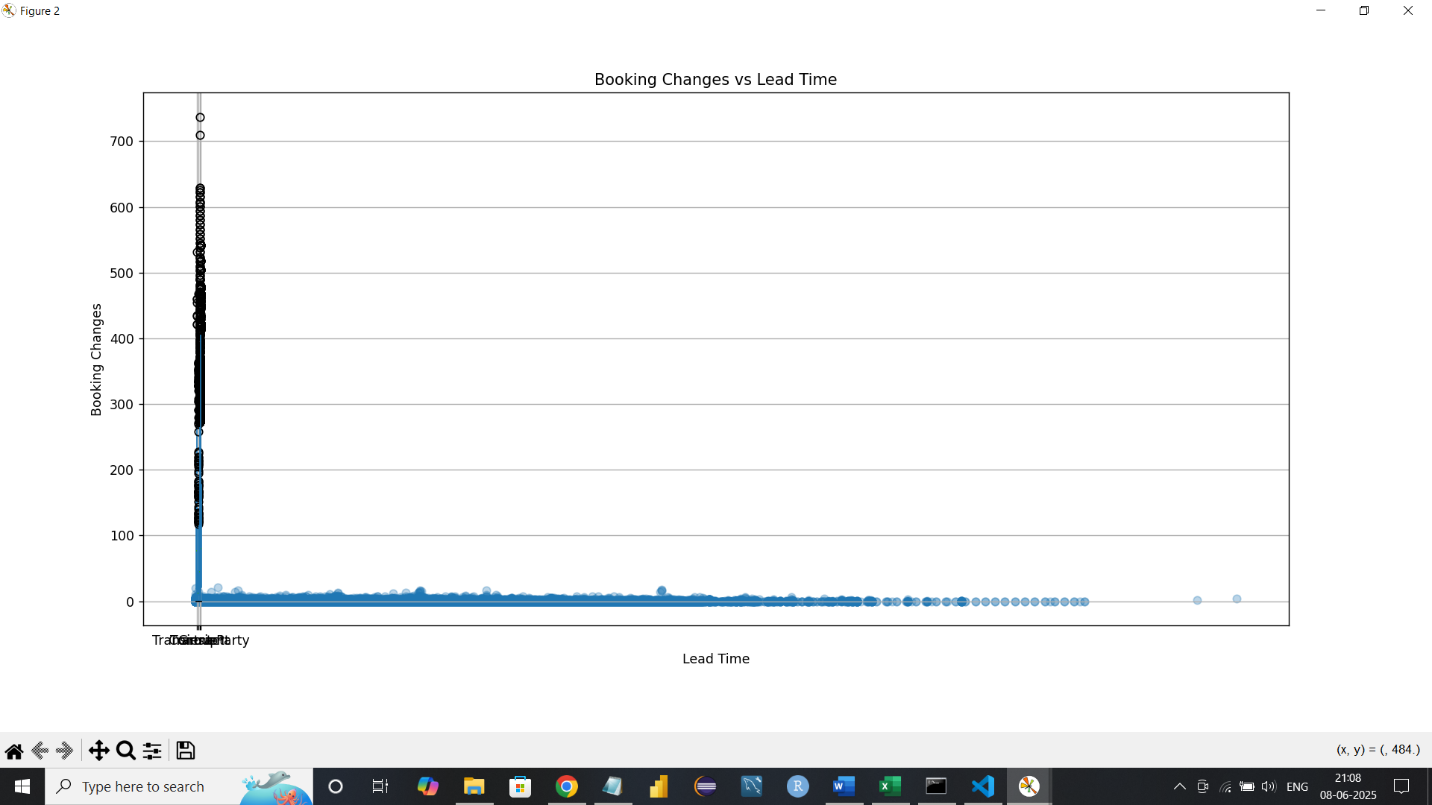 Figure 2
Booking Changes vs Lead Time
700
600
500
400
300
200
100
0
Booking Changes
Lead Time
(x, y) = (, 484.)
Type here to search
ENG
21:08
08-06-2025